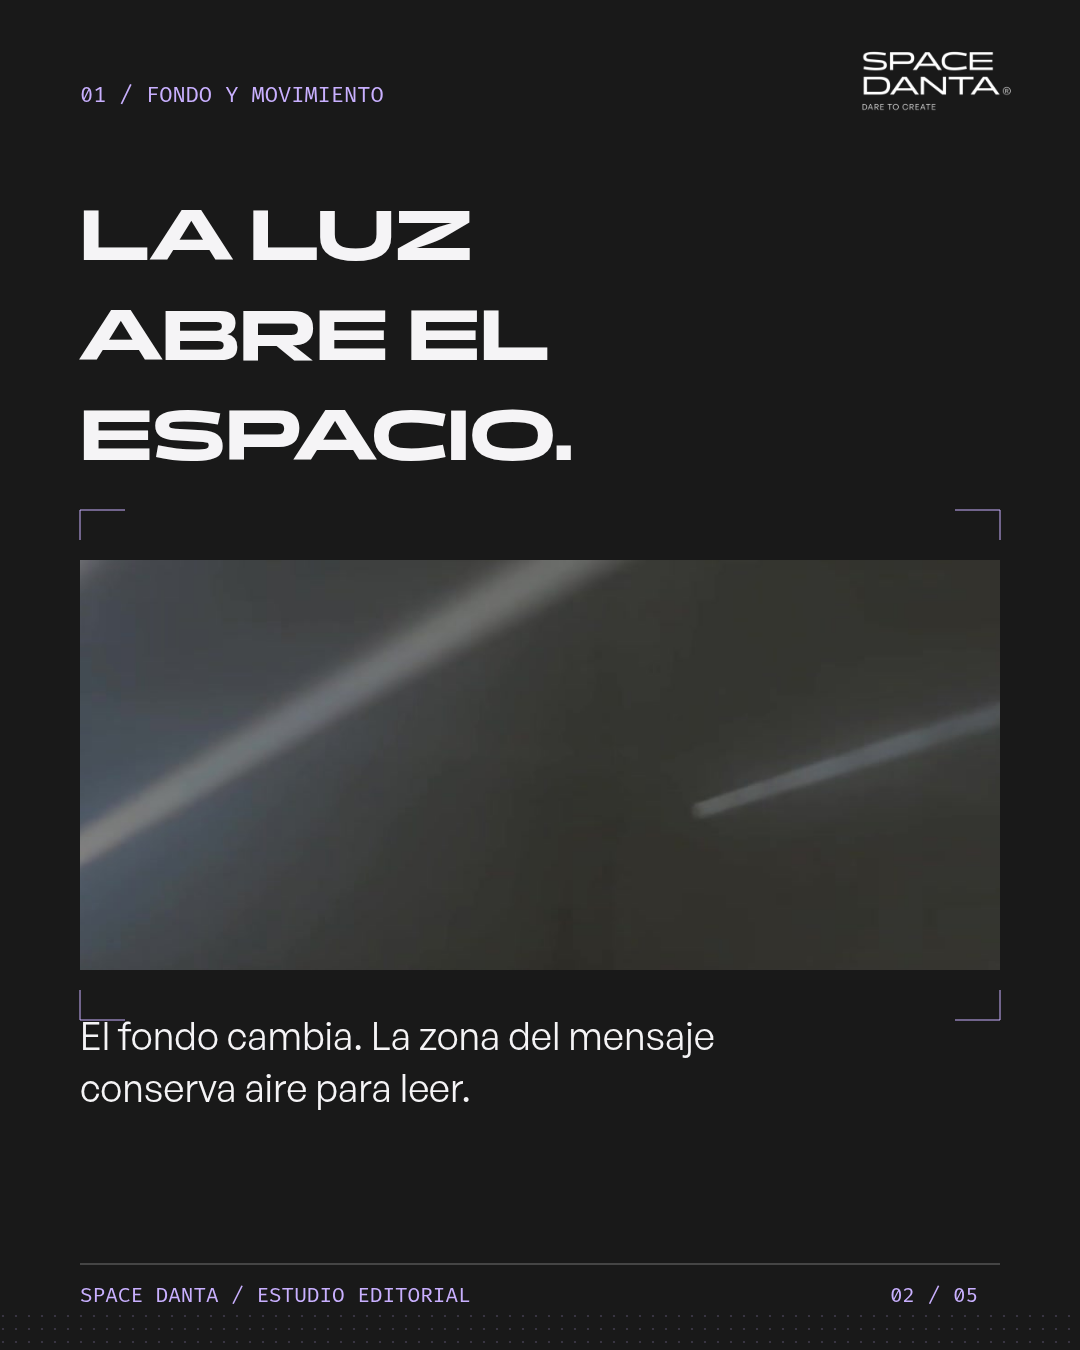 01 / FONDO Y MOVIMIENTO
SPACE
DANTA®
DARE TO CREATE
LA LUZ
ABRE EL
ESPACIO.
El fondo cambia. La zona del mensaje
conserva aire para leer.
SPACE DANTA / ESTUDIO EDITORIAL
02 / 05